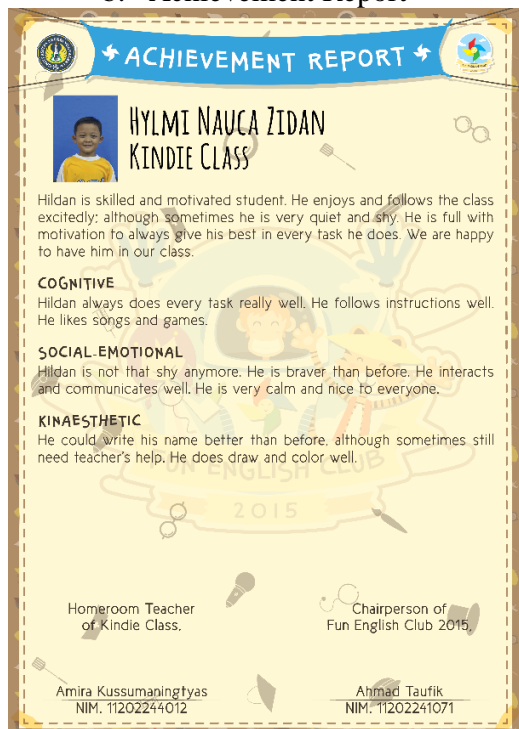 Achievement Report
ACHIEVEMENT REPORT
HYLMI NAUCA ZIDAN
KINDIE CLASS
Hildan is skilled and motivated student. He enjoys and follows the class
excitedly; although sometimes he is very quiet and shy. He is full with
motivation to always give his best in every task he does. We are happy
to have him in our class.
COGNITIVE
Hildan always does every task really well. He follows instructions well.
He likes songs and games.
SOCIAL-EMOTIONAL
Hildan is not that shy anymore. He is braver than before. He interacts
and communicates well. He is very calm and nice to everyone.
KINAESTHETIC
He could write his name better than before, although sometimes still
need teacher's help. He does draw and color well.
FUN ENGLISH CLUB
2015
Homeroom Teacher
of Kindie Class,
Chairperson of
Fun English Club 2015,
Amira Kussumaningtyas
NIM. 11202244012
Ahmad Taufik
NIM. 11202241071